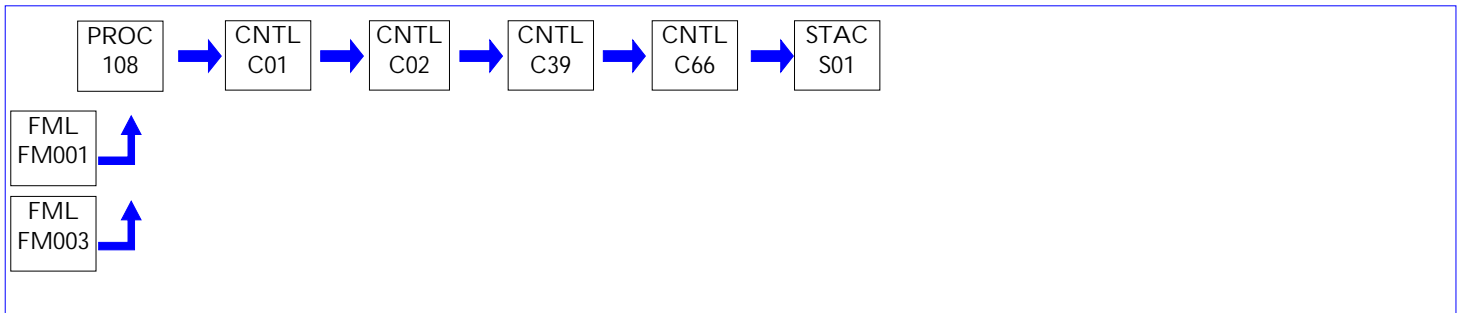 PROC
108
CNTL
C01
CNTL
C02
CNTL
C39
CNTL
C66
STAC
S01
FML
FM001
FML
FM003